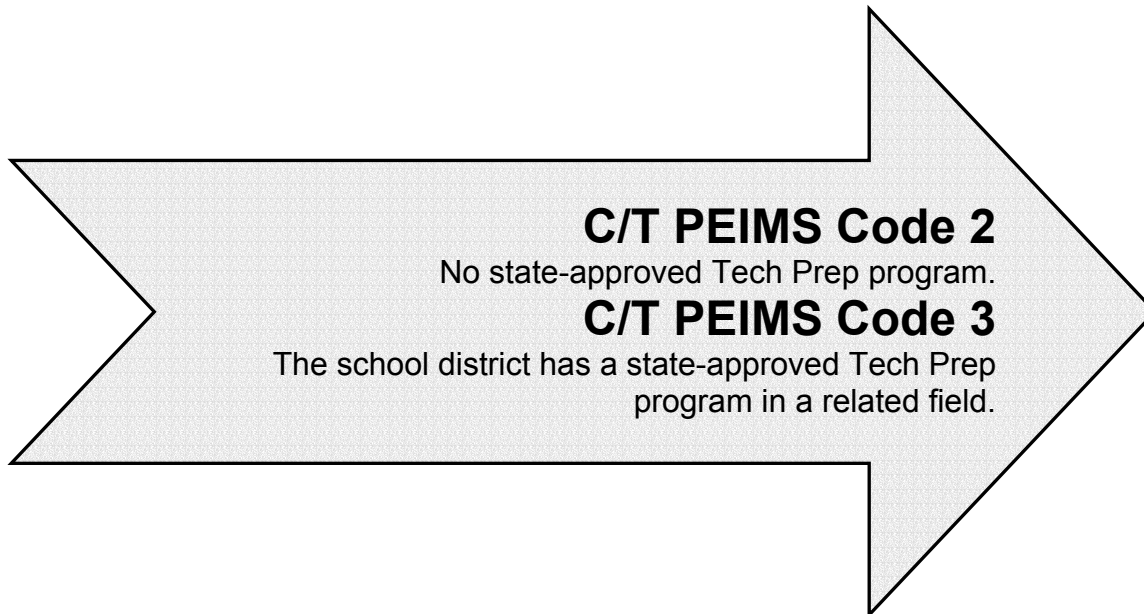 C/T PEIMS Code 2
No state-approved Tech Prep program.
C/T PEIMS Code 3
The school district has a state-approved Tech Prep
program in a related field.